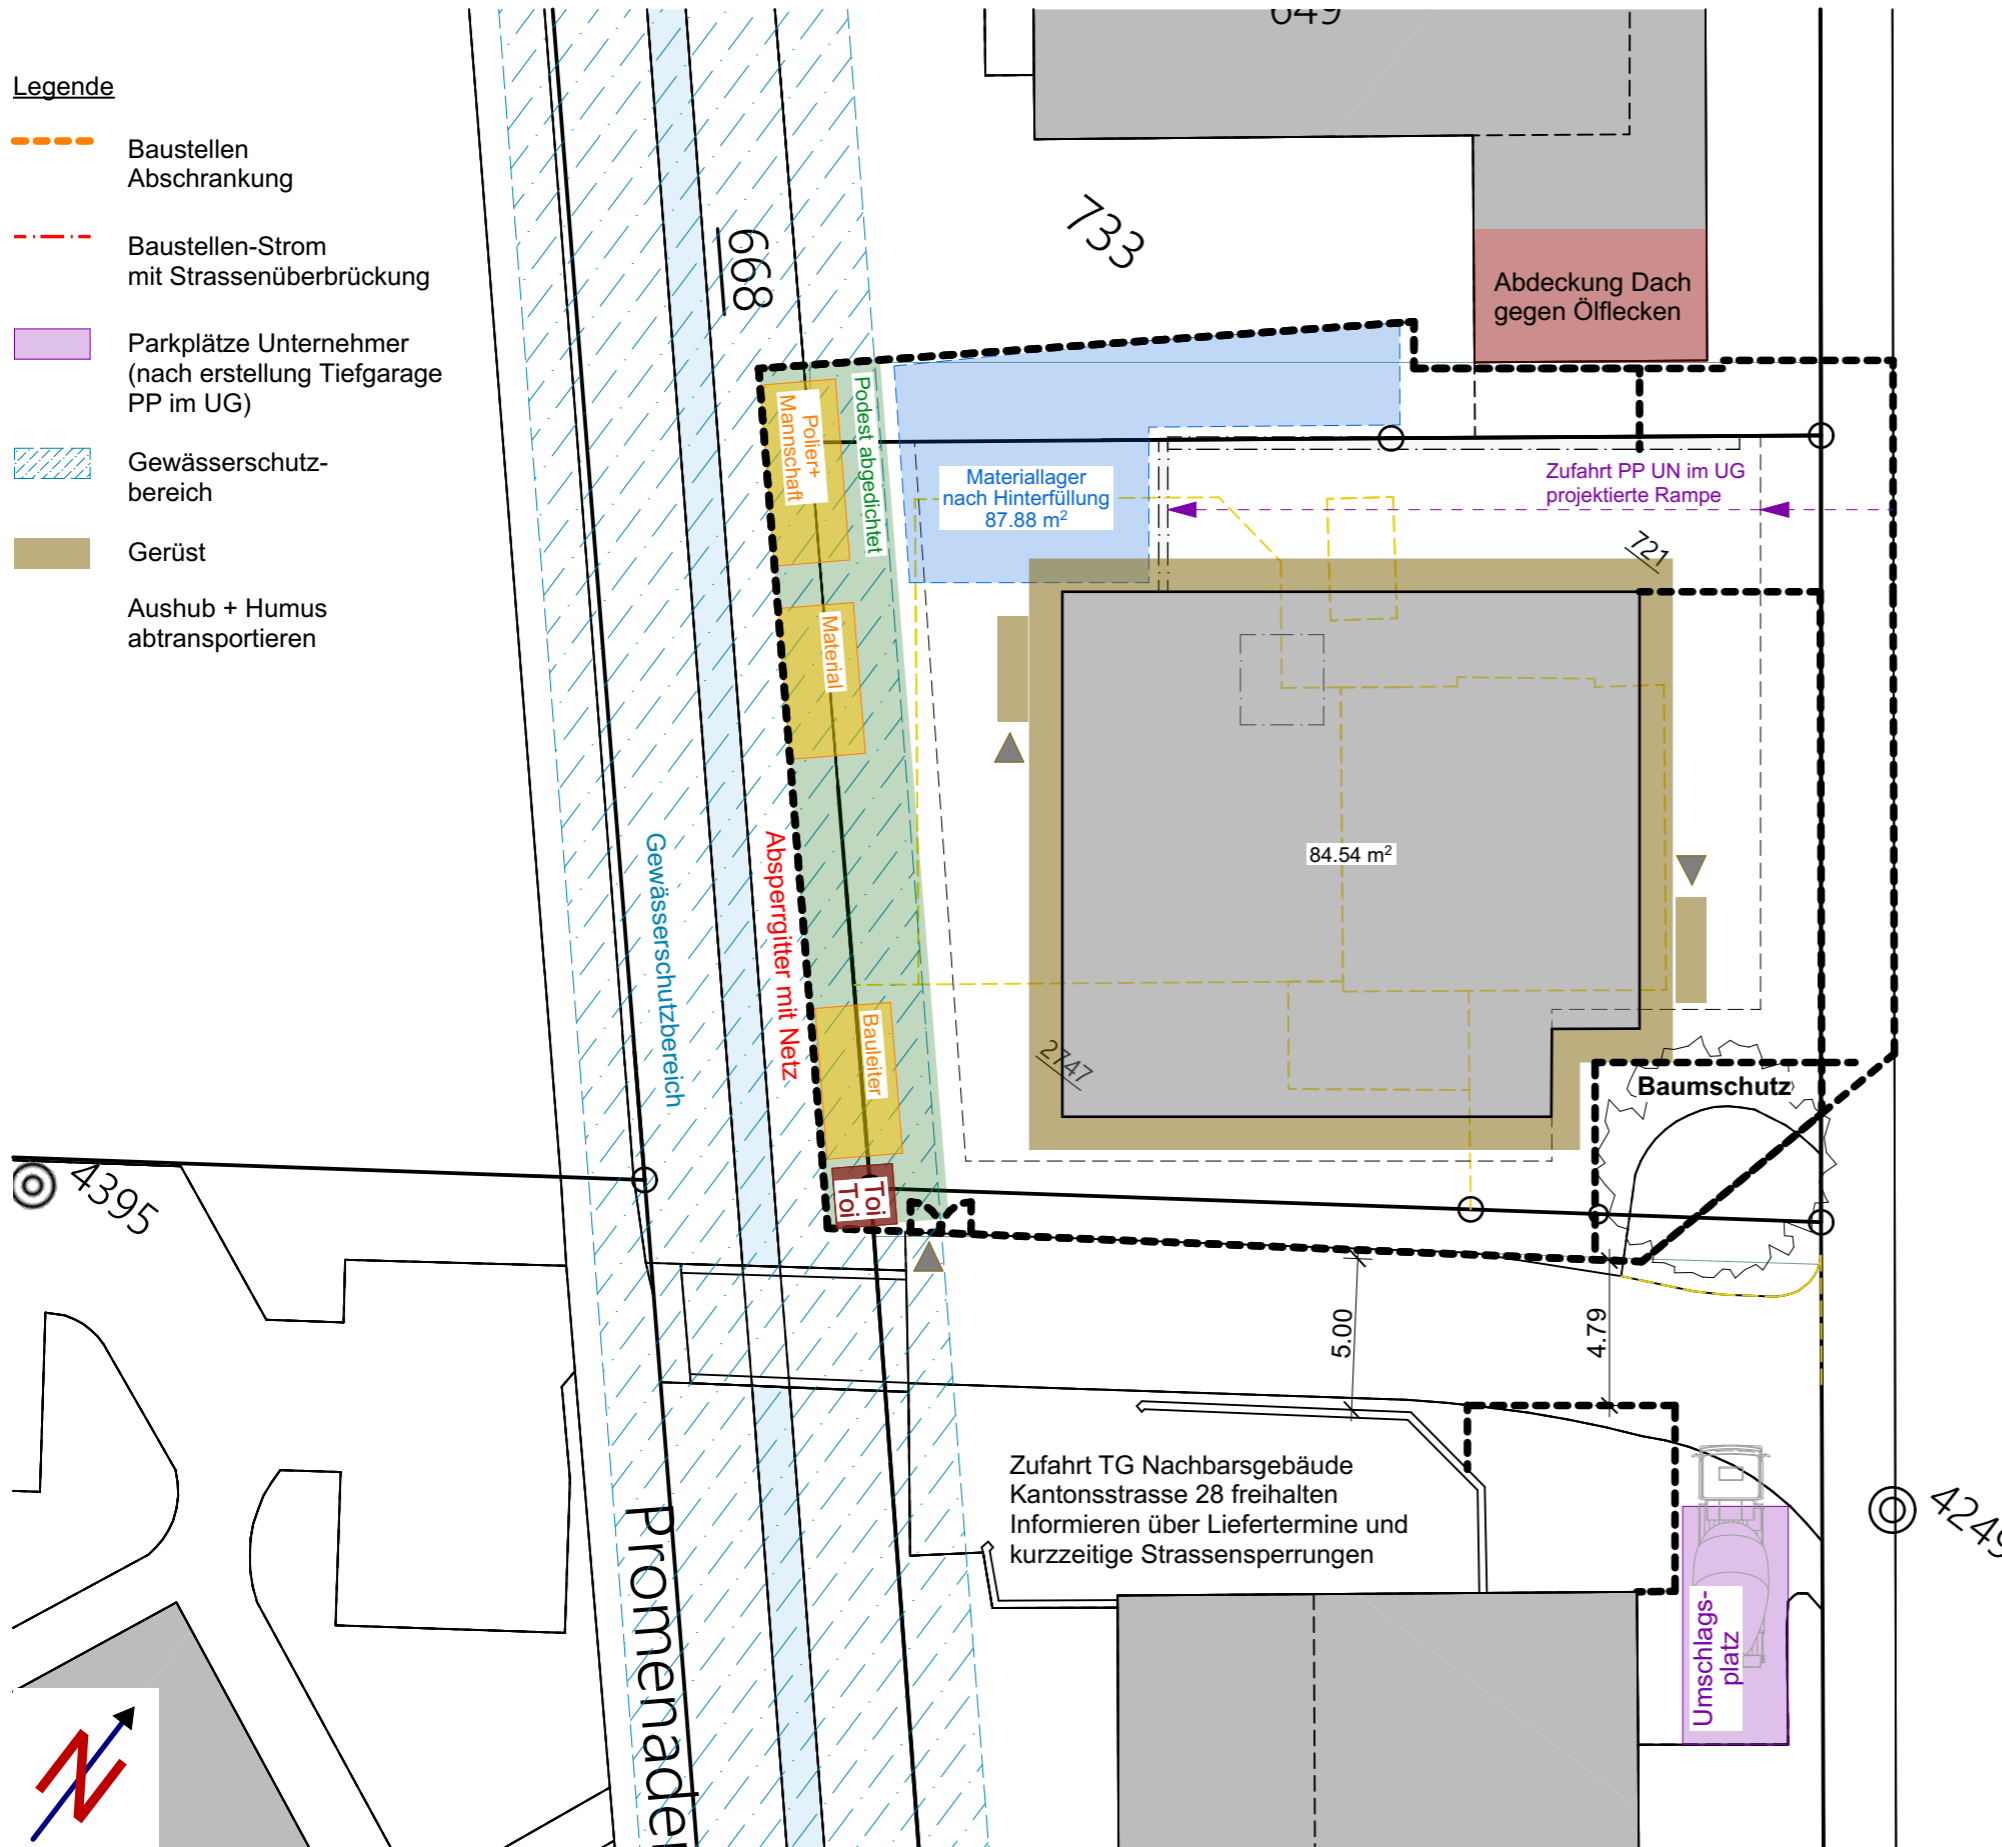 Legende
Baustellen
Abschrankung
Baustellen-Strom
mit Strassenüberbrückung
Parkplätze Unternehmer
(nach erstellung Tiefgarage
PP im UG)
Gewässerschutz-
bereich
Gerüst
Aushub + Humus
abtransportieren
649
733
668
Abdeckung Dach
gegen Ölflecken
Polier+
Mannschaft
Podest abgedichtet
Materiallager
nach Hinterfüllung
87.88 m²
Zufahrt PP UN im UG
projektierte Rampe
721
Material
84.54 m²
Gewässerschutzbereich
Absperrgitter mit Netz
Bauleiter
2747
Baumschutz
Toi
Toi
4395
5.00
4.79
Zufahrt TG Nachbarsgebäude
Kantonsstrasse 28 freihalten
Informieren über Liefertermine und
kurzzeitige Strassensperrungen
4249
Umschlags-
platz
Promenaden
N